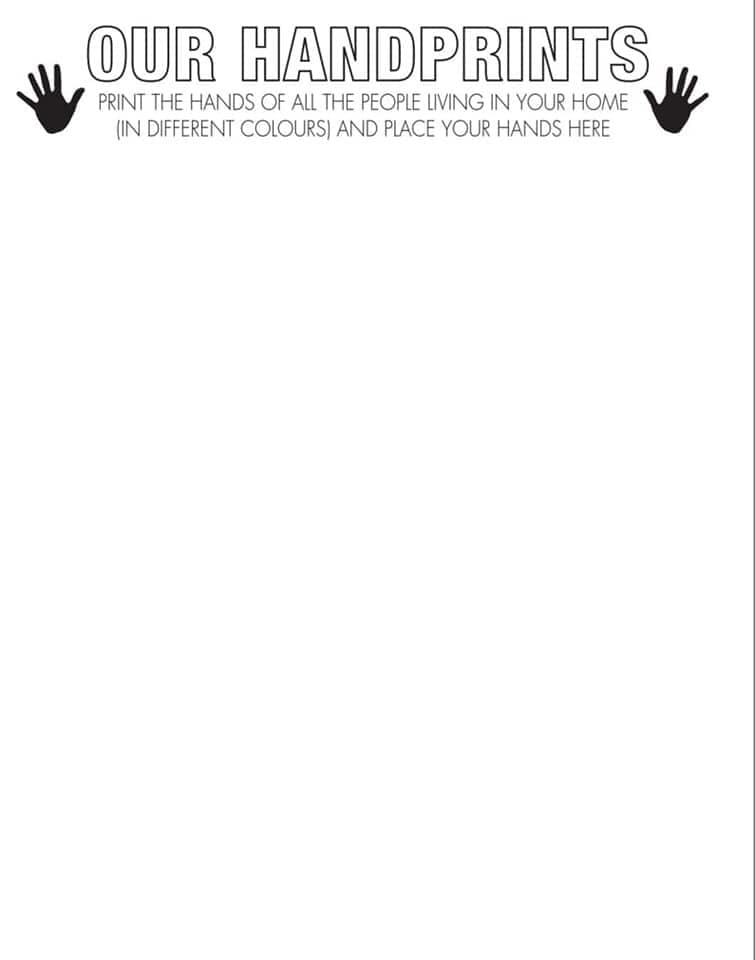 OUR HANDPRINTS
PRINT THE HANDS OF ALL THE PEOPLE LIVING IN YOUR HOME
(IN DIFFERENT COLOURS) AND PLACE YOUR HANDS HERE